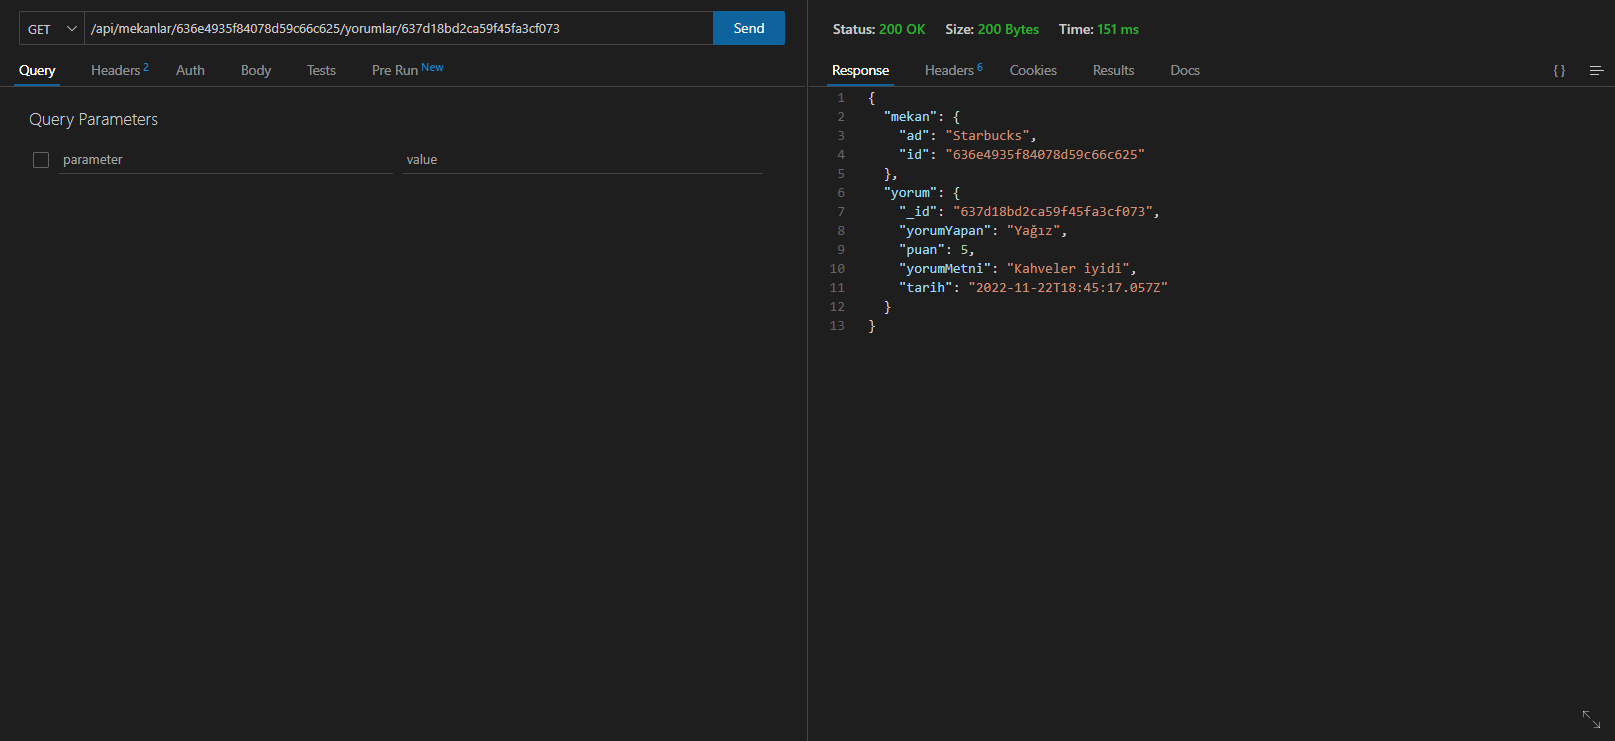 GET /api/mekanlar/636e4935f84078d59c66c625/yorumlar/637d18bd2ca59f45fa3cf073 Send
Query Headers 2 Auth Body Tests Pre Run New
Query Parameters
parameter value
Status: 200 OK Size: 200 Bytes Time: 151 ms
Response Headers 6 Cookies Results Docs { }
1 {
2 "mekan": {
3 "ad": "Starbucks",
4 "id": "636e4935f84078d59c66c625"
5 },
6 "yorum": {
7 "_id": "637d18bd2ca59f45fa3cf073",
8 "yorumYapan": "Yağız",
9 "puan": 5,
10 "yorumMetni": "Kahveler iyidi",
11 "tarih": "2022-11-22T18:45:17.057Z"
12 }
13 }